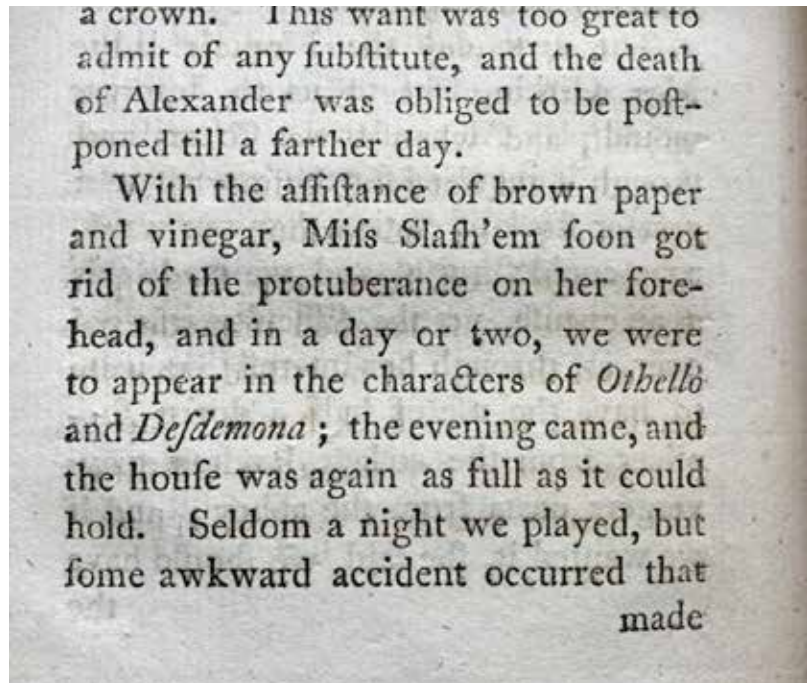 a crown. This want was too great to
admit of any ſubſtitute, and the death
of Alexander was obliged to be poſt-
poned till a farther day.
With the aſſiſtance of brown paper
and vinegar, Miſs Slaſh'em ſoon got
rid of the protuberance on her fore-
head, and in a day or two, we were
to appear in the characters of Othello
and Deſdemona ; the evening came, and
the houſe was again as full as it could
hold. Seldom a night we played, but
ſome awkward accident occurred that
made